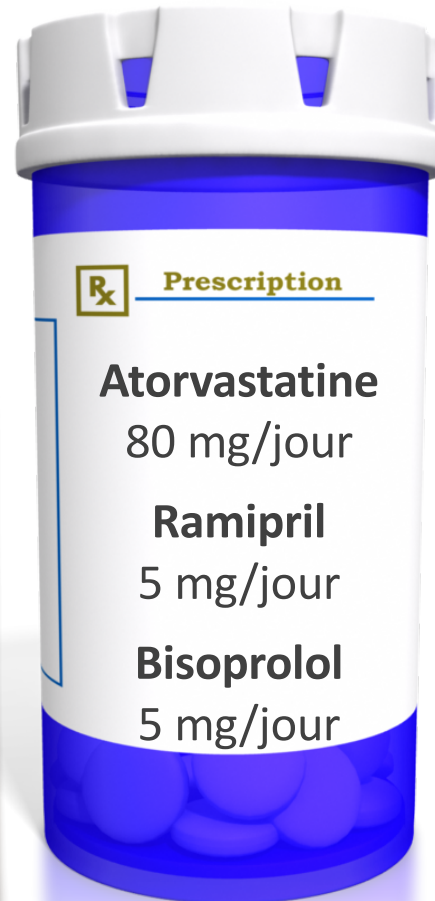 Rx Prescription
Atorvastatine
80 mg/jour
Ramipril
5 mg/jour
Bisoprolol
5 mg/jour